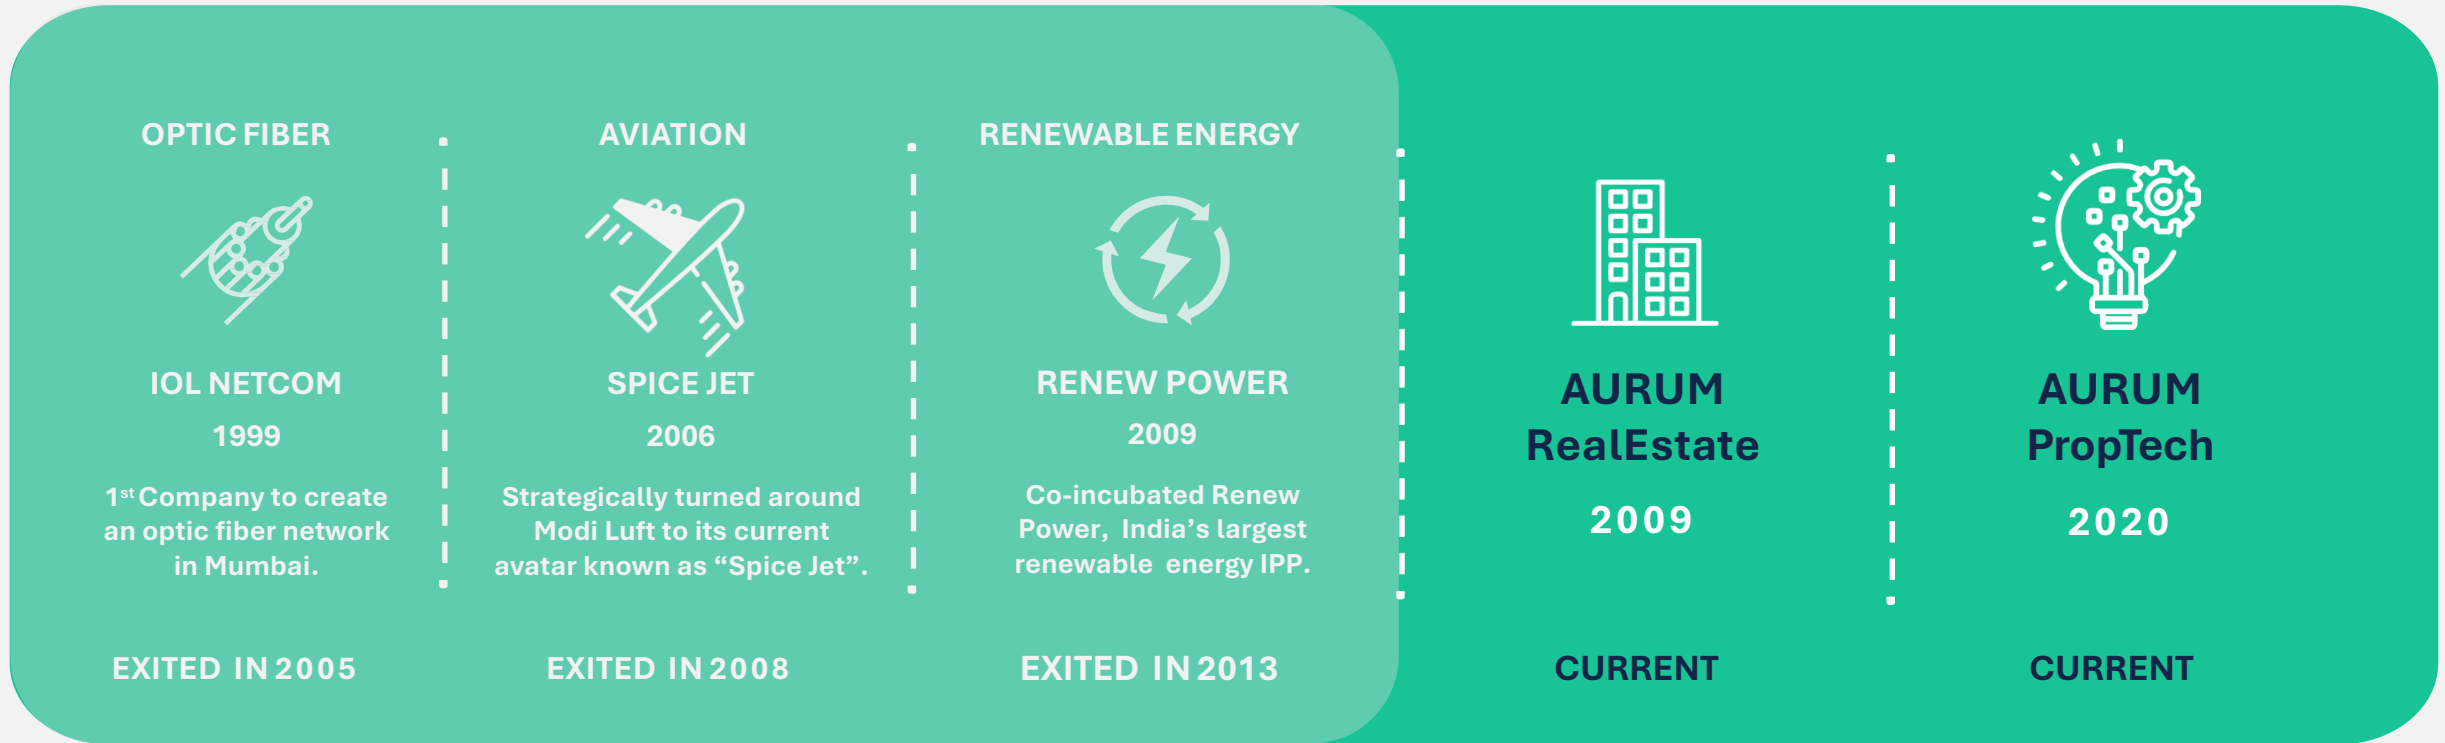 OPTIC FIBER
IOL NETCOM
1999
1st Company to create
an optic fiber network
in Mumbai.
EXITED IN 2005
AVIATION
SPICE JET
2006
Strategically turned around
Modi Luft to its current
avatar known as “Spice Jet”.
EXITED IN 2008
RENEWABLE ENERGY
RENEW POWER
2009
Co-incubated Renew
Power, India’s largest
renewable energy IPP.
EXITED IN 2013
AURUM
RealEstate
2009
CURRENT
AURUM
PropTech
2020
CURRENT